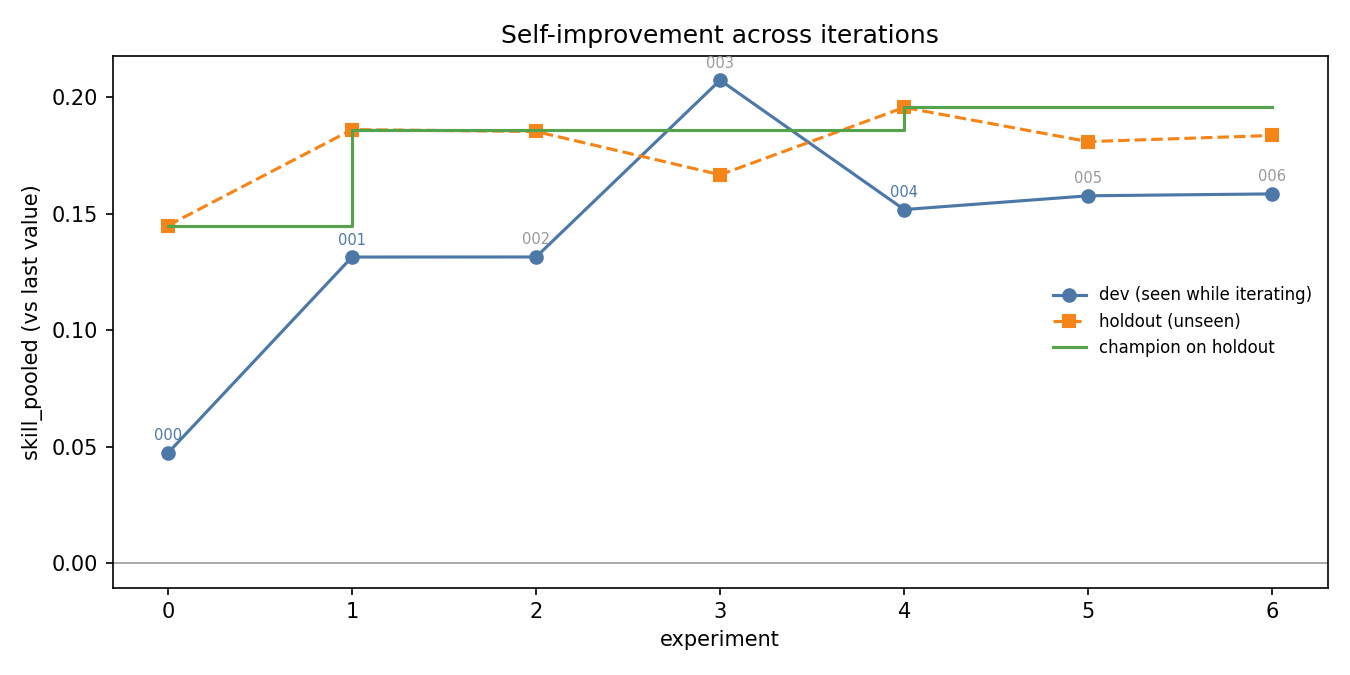 Self-improvement across iterations
003
0.20
004
005
006
0.15
001
002
dev (seen while iterating)
holdout (unseen)
champion on holdout
0.10
000
0.05
0.00
skill_pooled (vs last value)
0 1 2 3 4 5 6
experiment